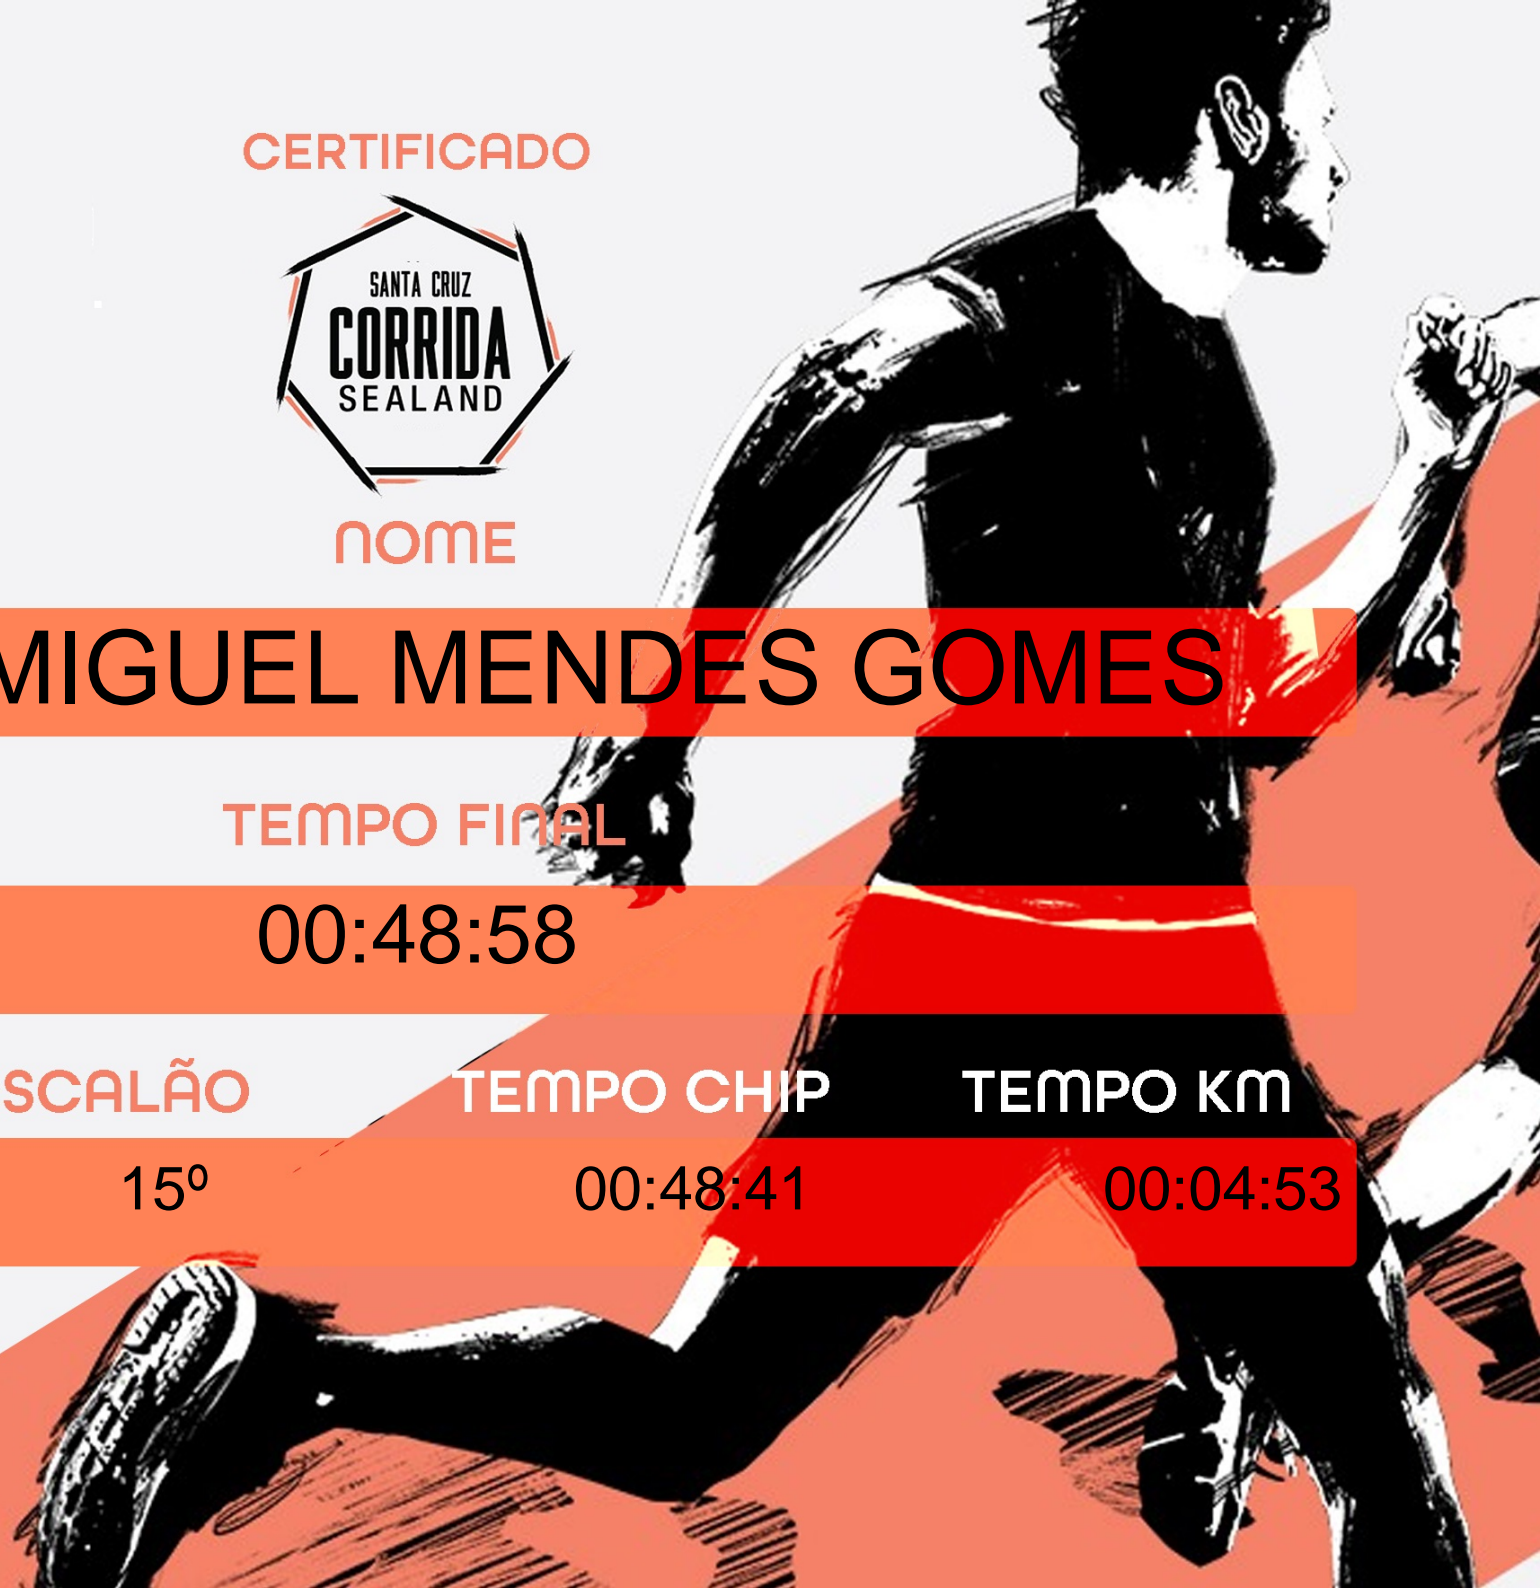 CERTIFICADO
SANTA CRUZ
CORRIDA
SEALAND
NOME
MIGUEL MENDES GOMES
TEMPO FINAL
00:48:58
SCALÃO TEMPO CHIP TEMPO KM
15º 00:48:41 00:04:53